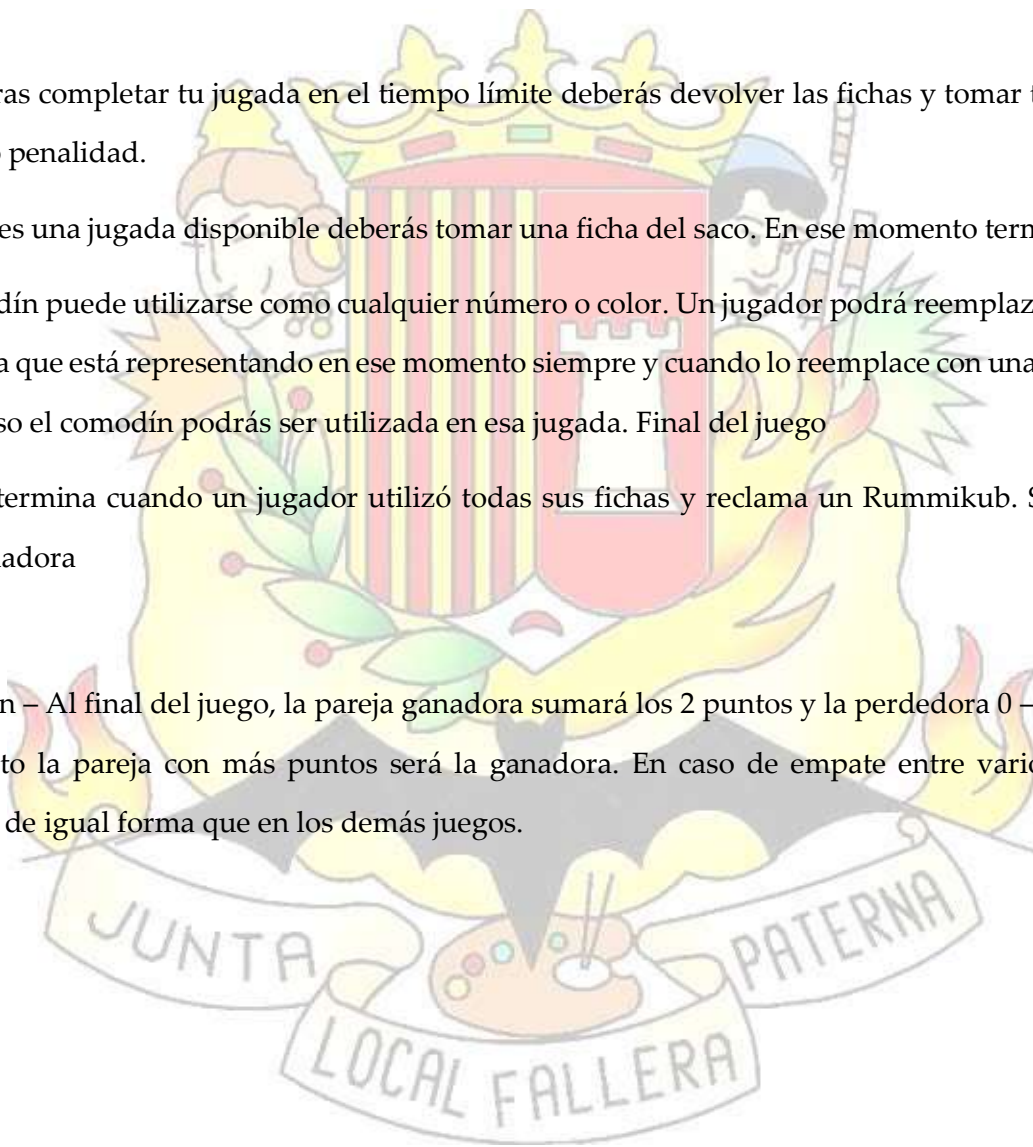 ras completar tu jugada en el tiempo límite deberás devolver las fichas y tomar
penalidad.
es una jugada disponible deberás tomar una ficha del saco. En ese momento
dín puede utilizarse como cualquier número o color. Un jugador podrá
a que está representando en ese momento siempre y cuando lo reemplace con una
so el comodín podrás ser utilizada en esa jugada. Final del juego
termina cuando un jugador utilizó todas sus fichas y reclama un Rummikub.
adora
n – Al final del juego, la pareja ganadora sumará los 2 puntos y la perdedora 0 –
to la pareja con más puntos será la ganadora. En caso de empate entre
de igual forma que en los demás juegos.
JUNTA
LOCAL FALLERA
PATERNA